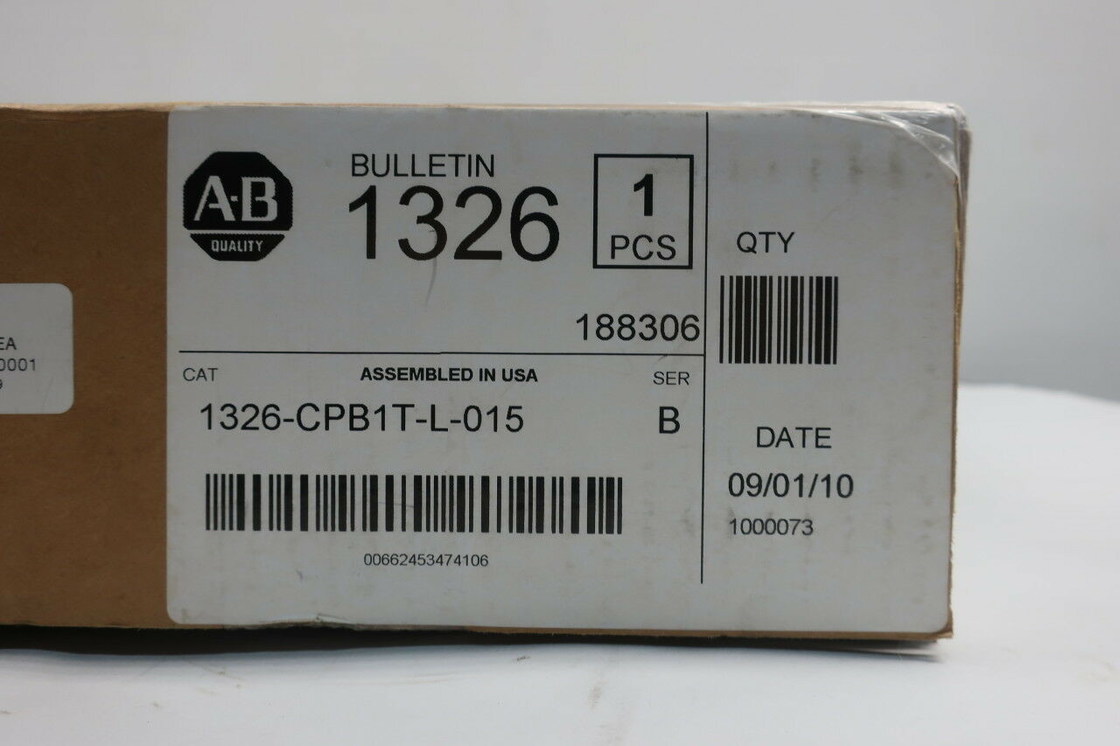 A-B
QUALITY
BULLETIN
1326
1
PCS
188306
CAT
ASSEMBLED IN USA
SER
1326-CPB1T-L-015
B
00662453474106
QTY
DATE
09/01/10
1000073
EA
0001
9